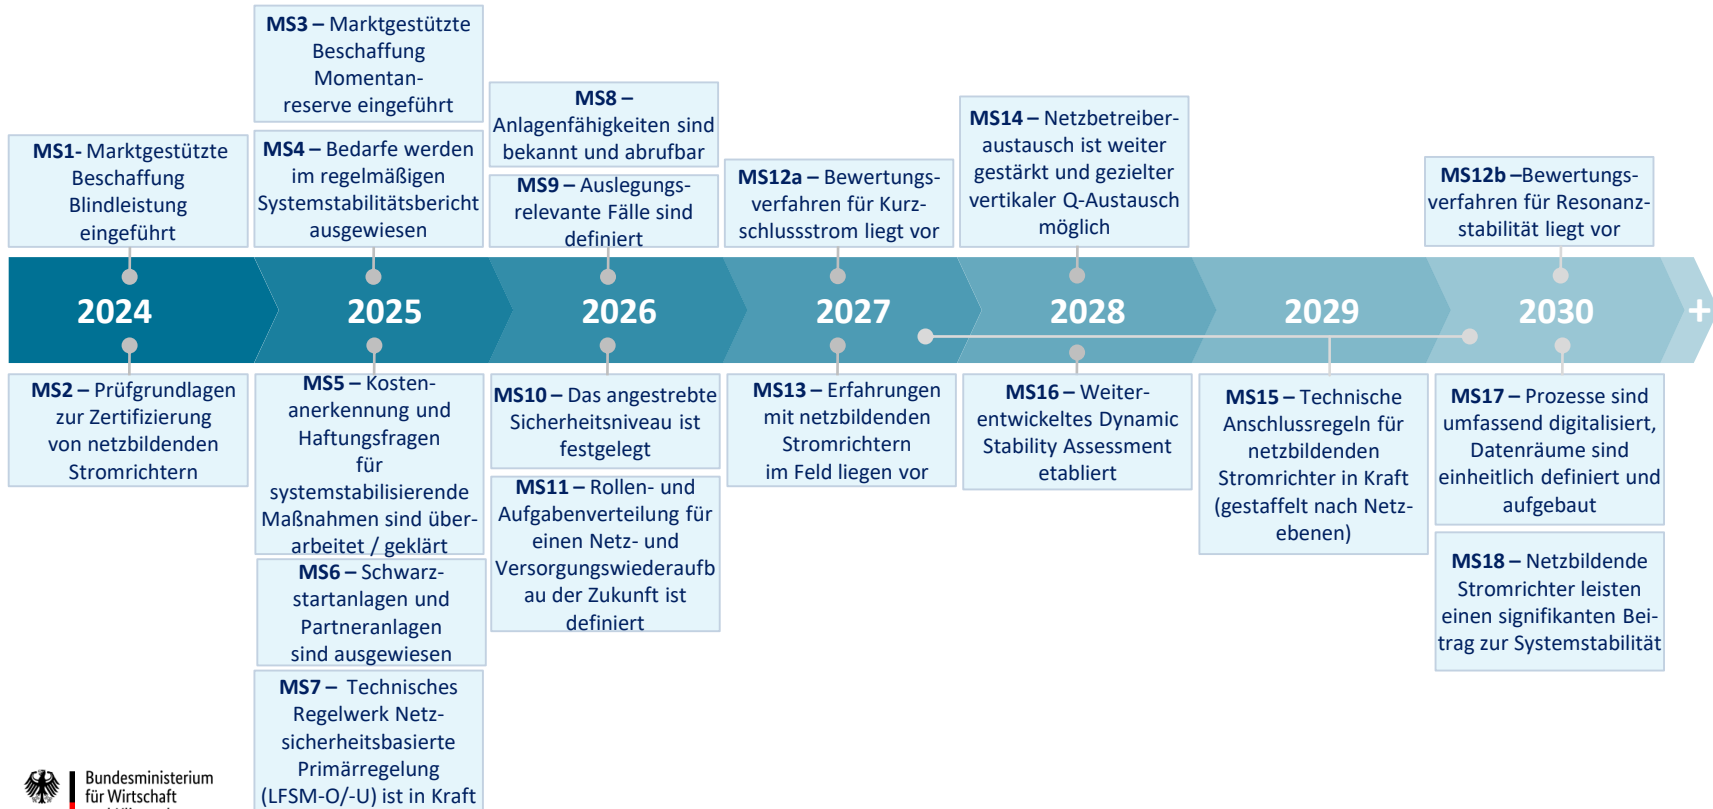 MS3 – Marktgestützte
Beschaffung
Momentan-
reserve eingeführt
MS8 –
Anlagenfähigkeiten sind
bekannt und abrufbar
MS14 – Netzbetreiber-
austausch ist weiter
gestärkt und gezielter
vertikaler Q-Austausch
möglich
MS1- Marktgestützte
Beschaffung
Blindleistung
eingeführt
MS4 – Bedarfe werden
im regelmäßigen
Systemstabilitätsbericht
ausgewiesen
MS9 – Auslegungs-
relevante Fälle sind
definiert
MS12a – Bewertungs-
verfahren für Kurz-
schlussstrom liegt vor
MS12b –Bewertungs-
verfahren für Resonanz-
stabilität liegt vor
2024
2025
2026
2027
2028
2029
2030
+
MS2 – Prüfgrundlagen
zur Zertifizierung
von netzbildenden
Stromrichtern
MS5 – Kosten-
anerkennung und
Haftungsfragen
für
systemstabilisierende
Maßnahmen sind über-
arbeitet / geklärt
MS6 – Schwarz-
startanlagen und
Partneranlagen
sind ausgewiesen
MS7 – Technisches
Regelwerk Netz-
sicherheitsbasierte
Primärregelung
(LFSM-O/-U) ist in Kraft
MS10 – Das angestrebte
Sicherheitsniveau ist
festgelegt
MS11 – Rollen- und
Aufgabenverteilung für
einen Netz- und
Versorgungswiederaufb
au der Zukunft ist
definiert
MS13 – Erfahrungen
mit netzbildenden
Stromrichtern
im Feld liegen vor
MS16 – Weiter-
entwickeltes Dynamic
Stability Assessment
etabliert
MS15 – Technische
Anschlussregeln für
netzbildenden
Stromrichter in Kraft
(gestaffelt nach Netz-
ebenen)
MS17 – Prozesse sind
umfassend digitalisiert,
Datenräume sind
einheitlich definiert und
aufgebaut
MS18 – Netzbildende
Stromrichter leisten
einen signifikanten Bei-
trag zur Systemstabilität
Bundesministerium
für Wirtschaft